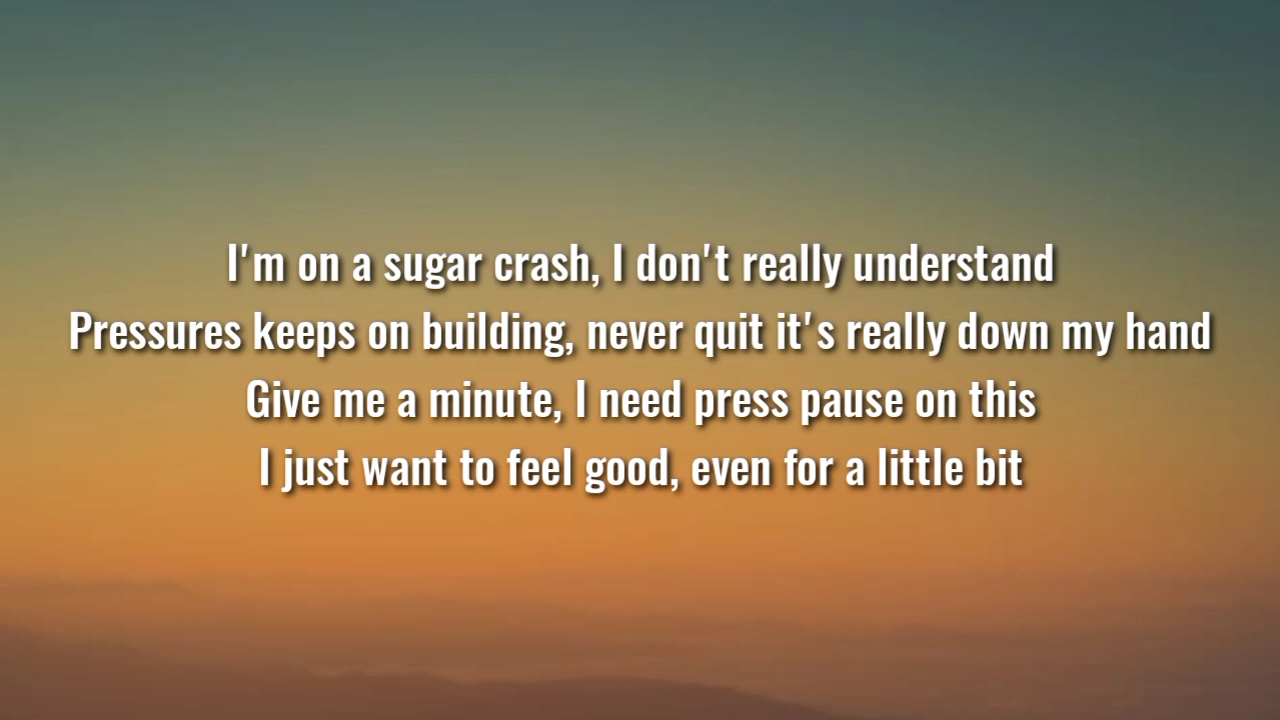 I'm on a sugar crash, I don't really understand
Pressures keeps on building, never quit it's really down my hand
Give me a minute, I need press pause on this
I just want to feel good, even for a little bit